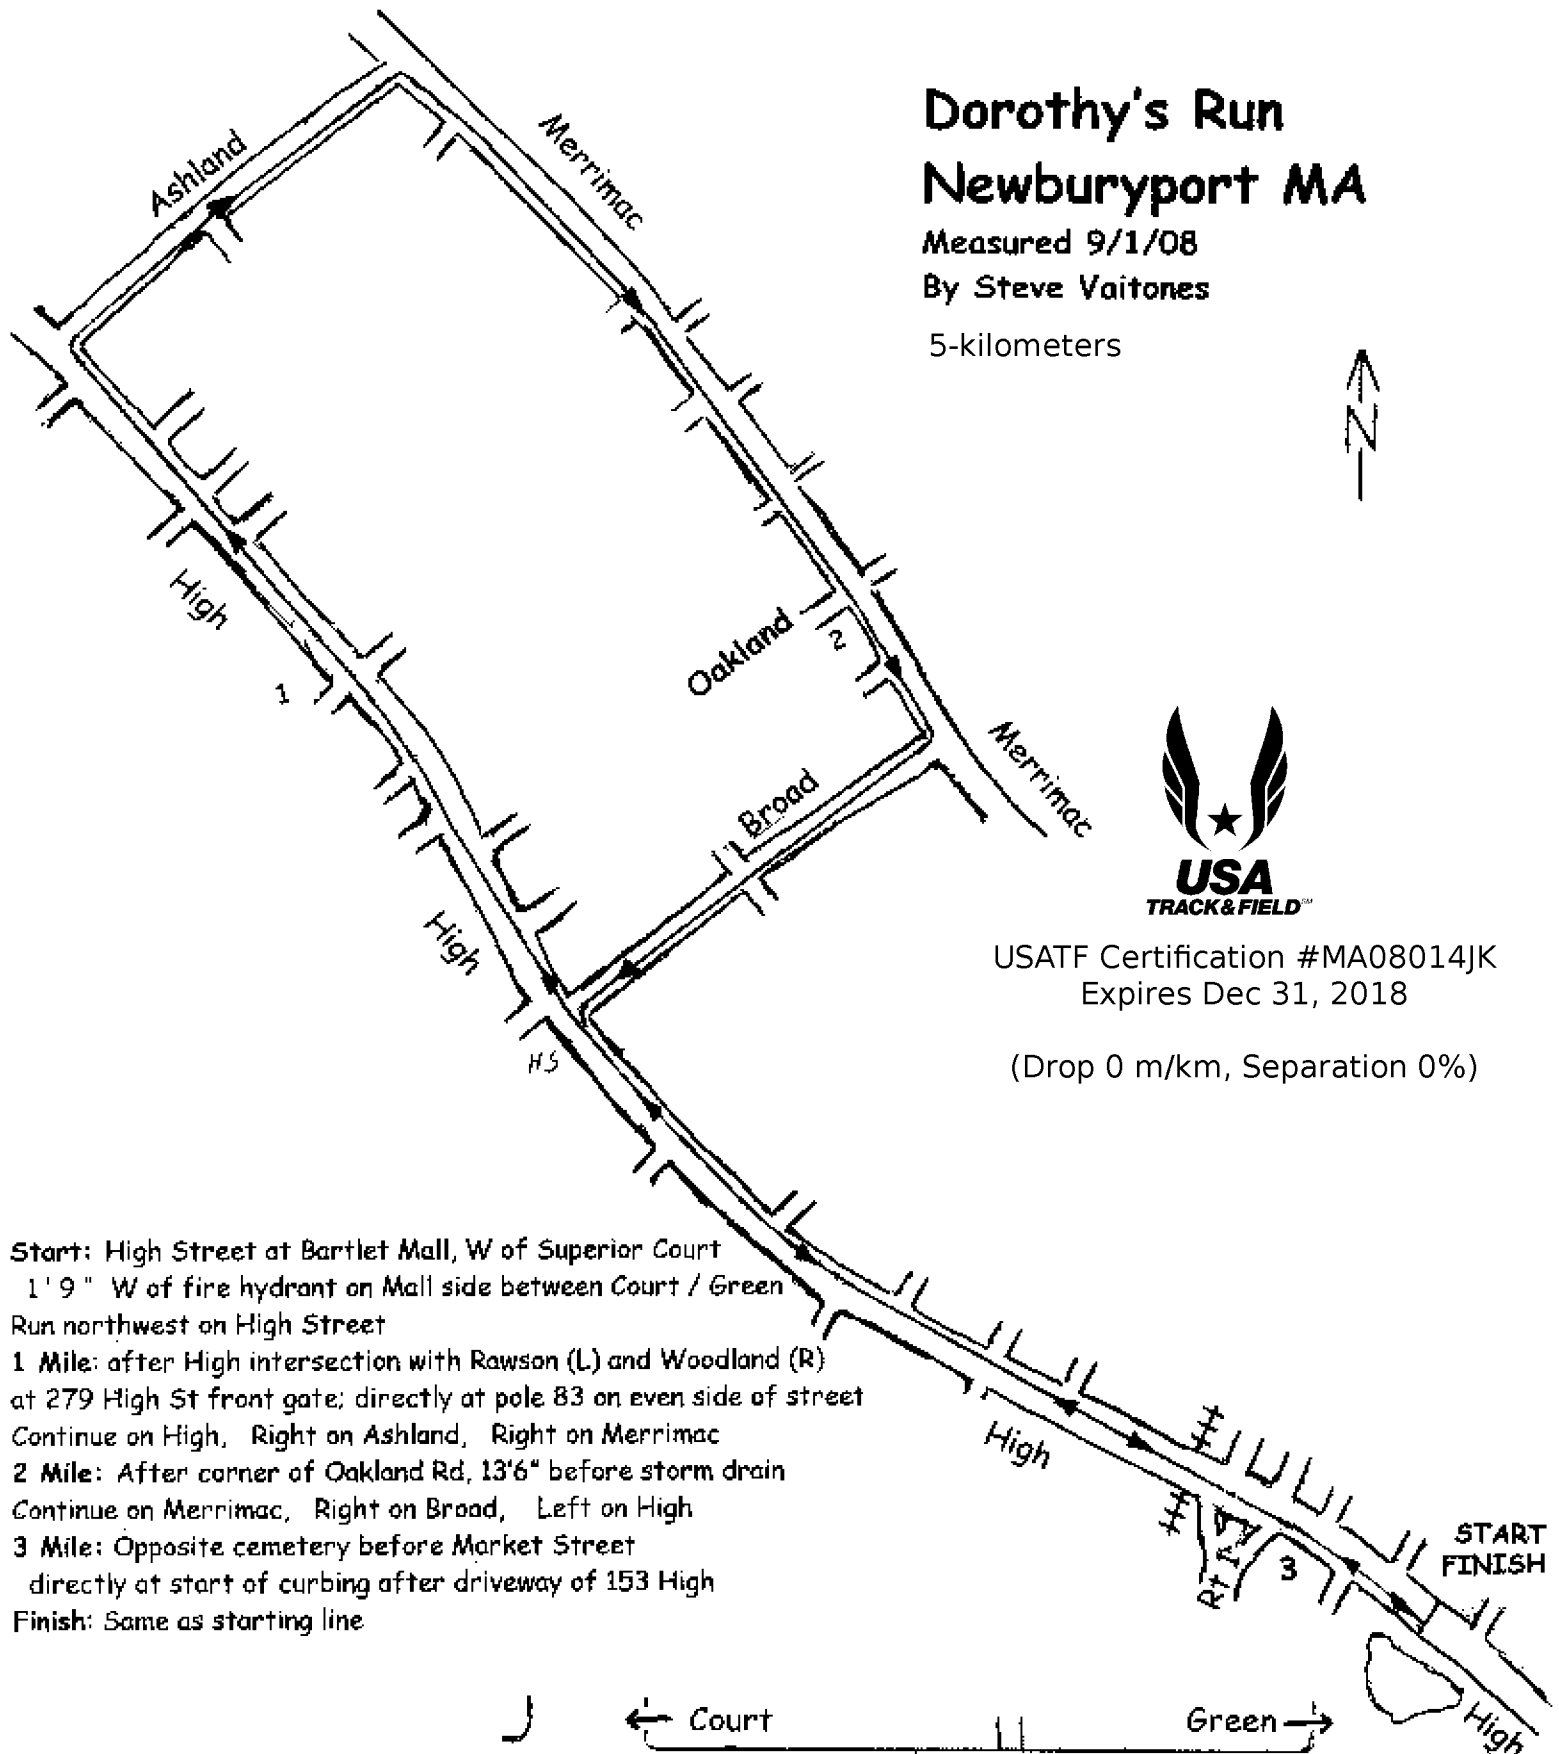 Dorothy's Run
Newburyport MA
Measured 9/1/08
By Steve Vaitones
5-kilometers
N
Ashland
Merrimac
High
1
Oakland
2
Merrimac
Broad
High
HS
USA
TRACK&FIELD℠
USATF Certification #MA08014JK
Expires Dec 31, 2018
(Drop 0 m/km, Separation 0%)
Start: High Street at Bartlet Mall, W of Superior Court
1'9" W of fire hydrant on Mall side between Court / Green
Run northwest on High Street
1 Mile: after High intersection with Rawson (L) and Woodland (R)
at 279 High St front gate; directly at pole 83 on even side of street
Continue on High, Right on Ashland, Right on Merrimac
2 Mile: After corner of Oakland Rd, 13'6" before storm drain
Continue on Merrimac, Right on Broad, Left on High
3 Mile: Opposite cemetery before Market Street
directly at start of curbing after driveway of 153 High
Finish: Same as starting line
High
Rt 1
3
START
FINISH
High
Court
Green